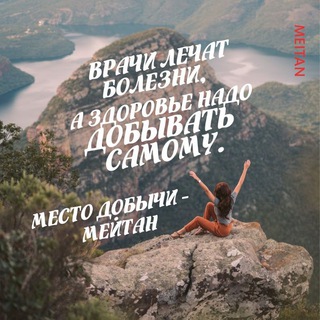 ВРАЧИ ЛЕЧАТ
БОЛЕЗНИ,
А ЗДОРОВЬЕ НАДО
ДОБЫВАТЬ
САМОМУ.
МЕСТО ДОБЫЧИ -
МЕЙТАН
MEITAN